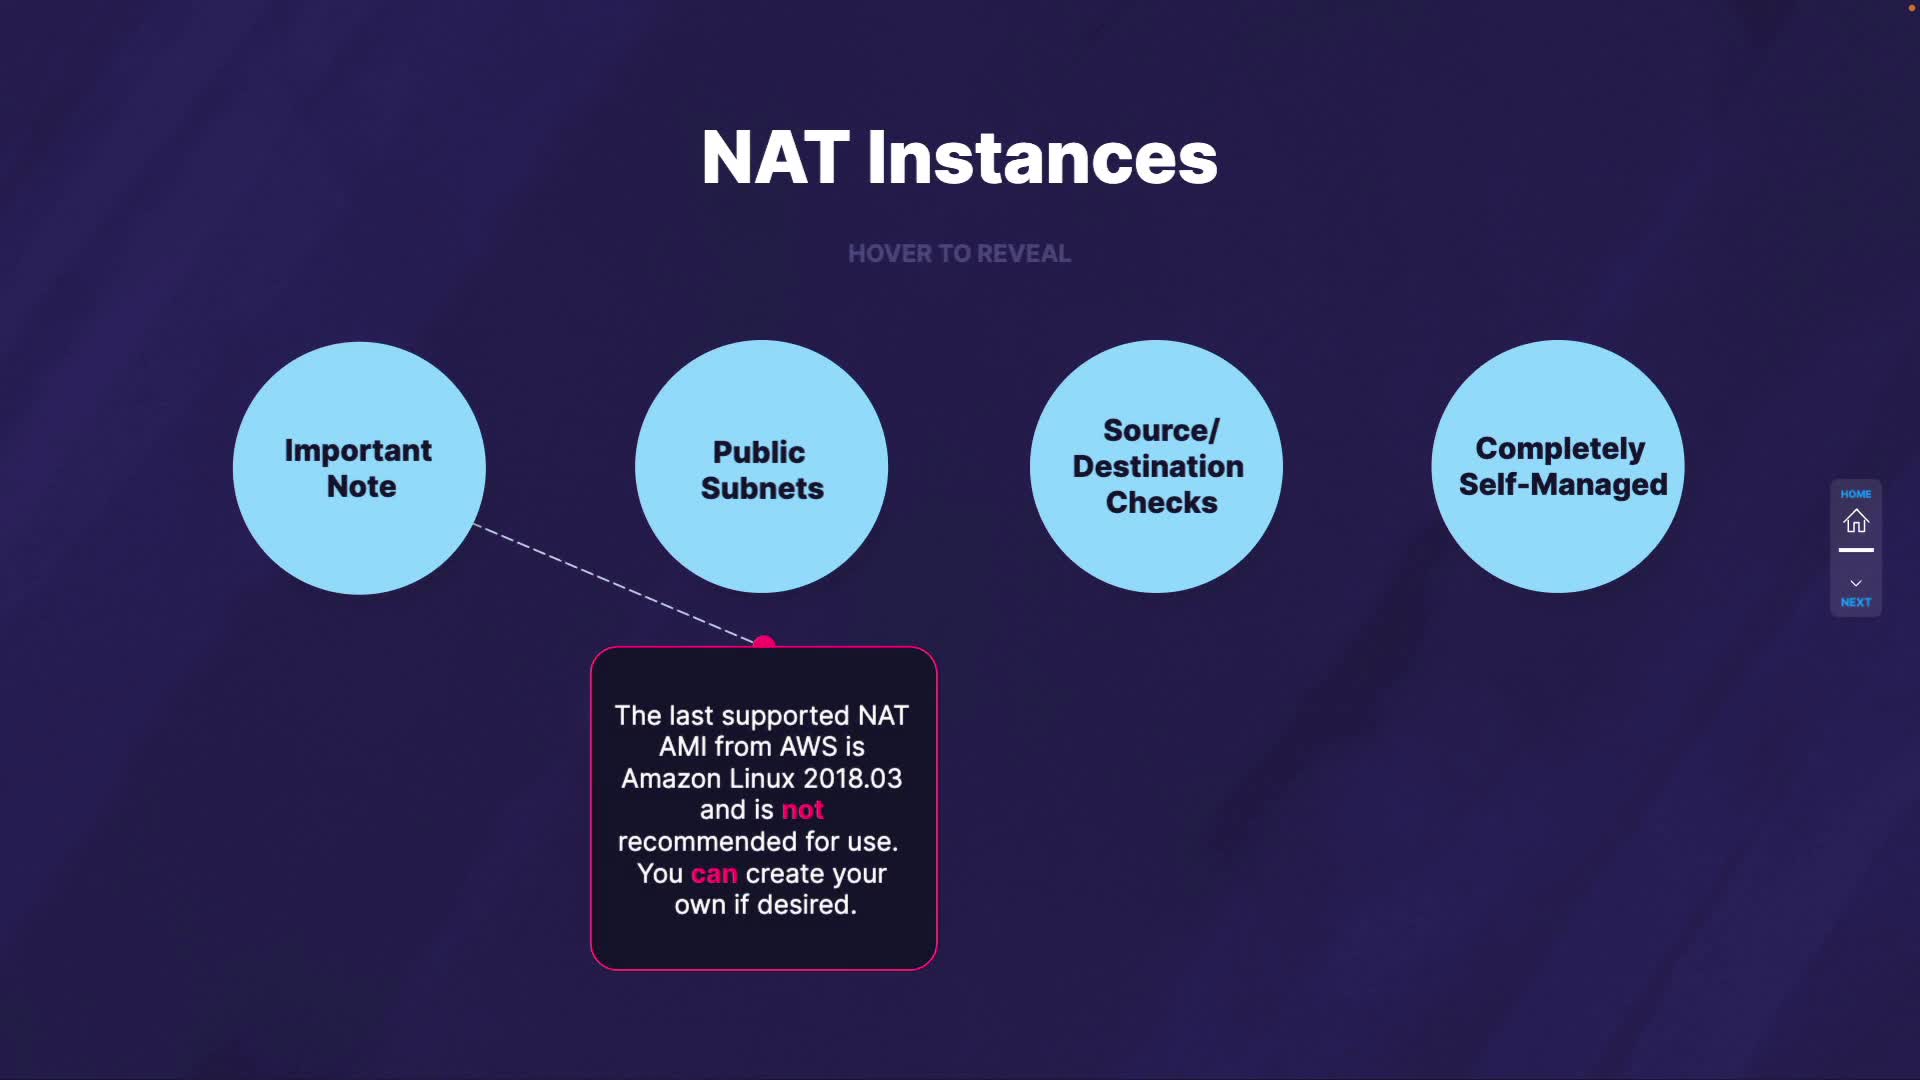 NAT Instances
HOVER TO REVEAL
Important
Note
Public
Subnets
Source/
Destination
Checks
Completely
Self-Managed
HOME
NEXT
The last supported NAT
AMI from AWS is
Amazon Linux 2018.03
and is not
recommended for use.
You can create your
own if desired.